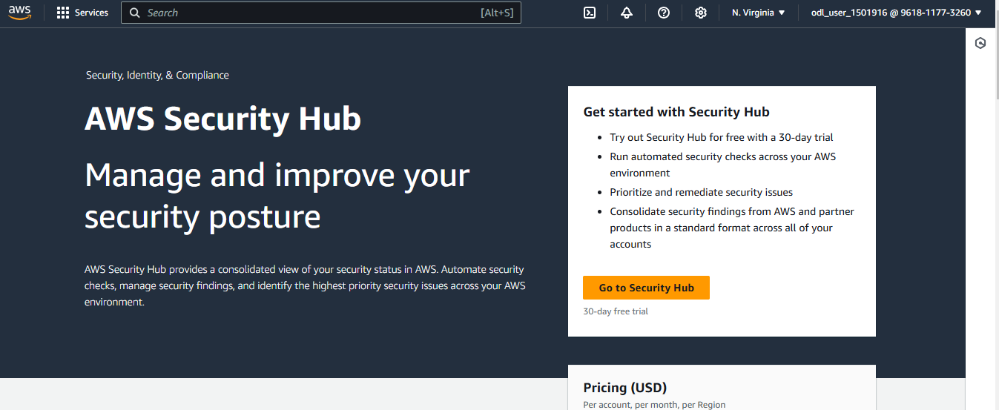 aws
Services
Search
[Alt+S]
N. Virginia
odl_user_1501916 @ 9618-1177-3260
Security, Identity, & Compliance
AWS Security Hub
Manage and improve your
security posture
AWS Security Hub provides a consolidated view of your security status in AWS. Automate security
checks, manage security findings, and identify the highest priority security issues across your AWS
environment.
Get started with Security Hub
Try out Security Hub for free with a 30-day trial
Run automated security checks across your AWS
environment
Prioritize and remediate security issues
Consolidate security findings from AWS and partner
products in a standard format across all of your
accounts
Go to Security Hub
30-day free trial
Pricing (USD)
Per account, per month, per Region